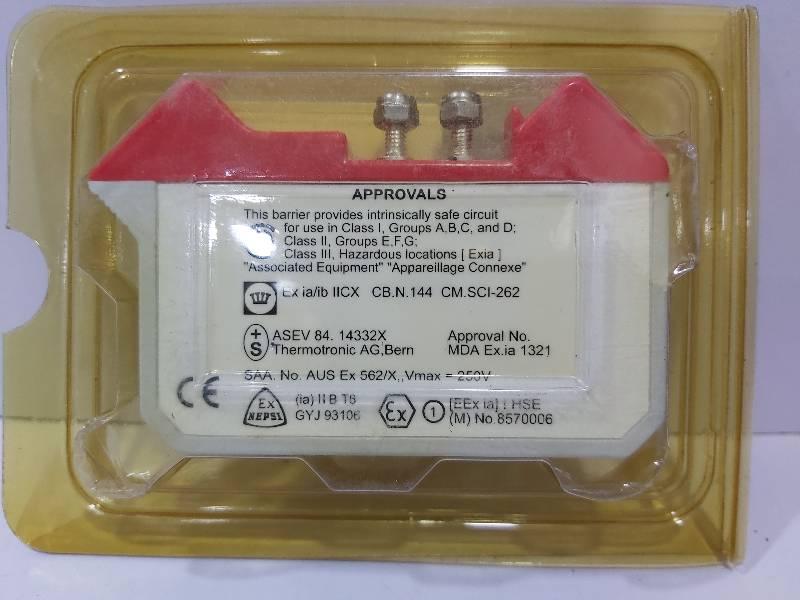 APPROVALS
This barrier provides intrinsically safe circuit
for use in Class I, Groups A,B,C, and D;
Class II, Groups E,F,G;
Class III, Hazardous locations [ Exia ]
"Associated Equipment" "Appareillage Connexe"
Ex ia/ib IICX CB.N.144 CM.SCI-262
+ S ASEV 84. 14332X Approval No.
Thermotronic AG,Bern MDA Ex.ia 1321
SAA. No. AUS Ex 562/X,,Vmax = 250V
CE Ex NEPSI (ia) II B T6 Ex 1 [EEx ia] I HSE
GYJ 93106 (M) No.8570006